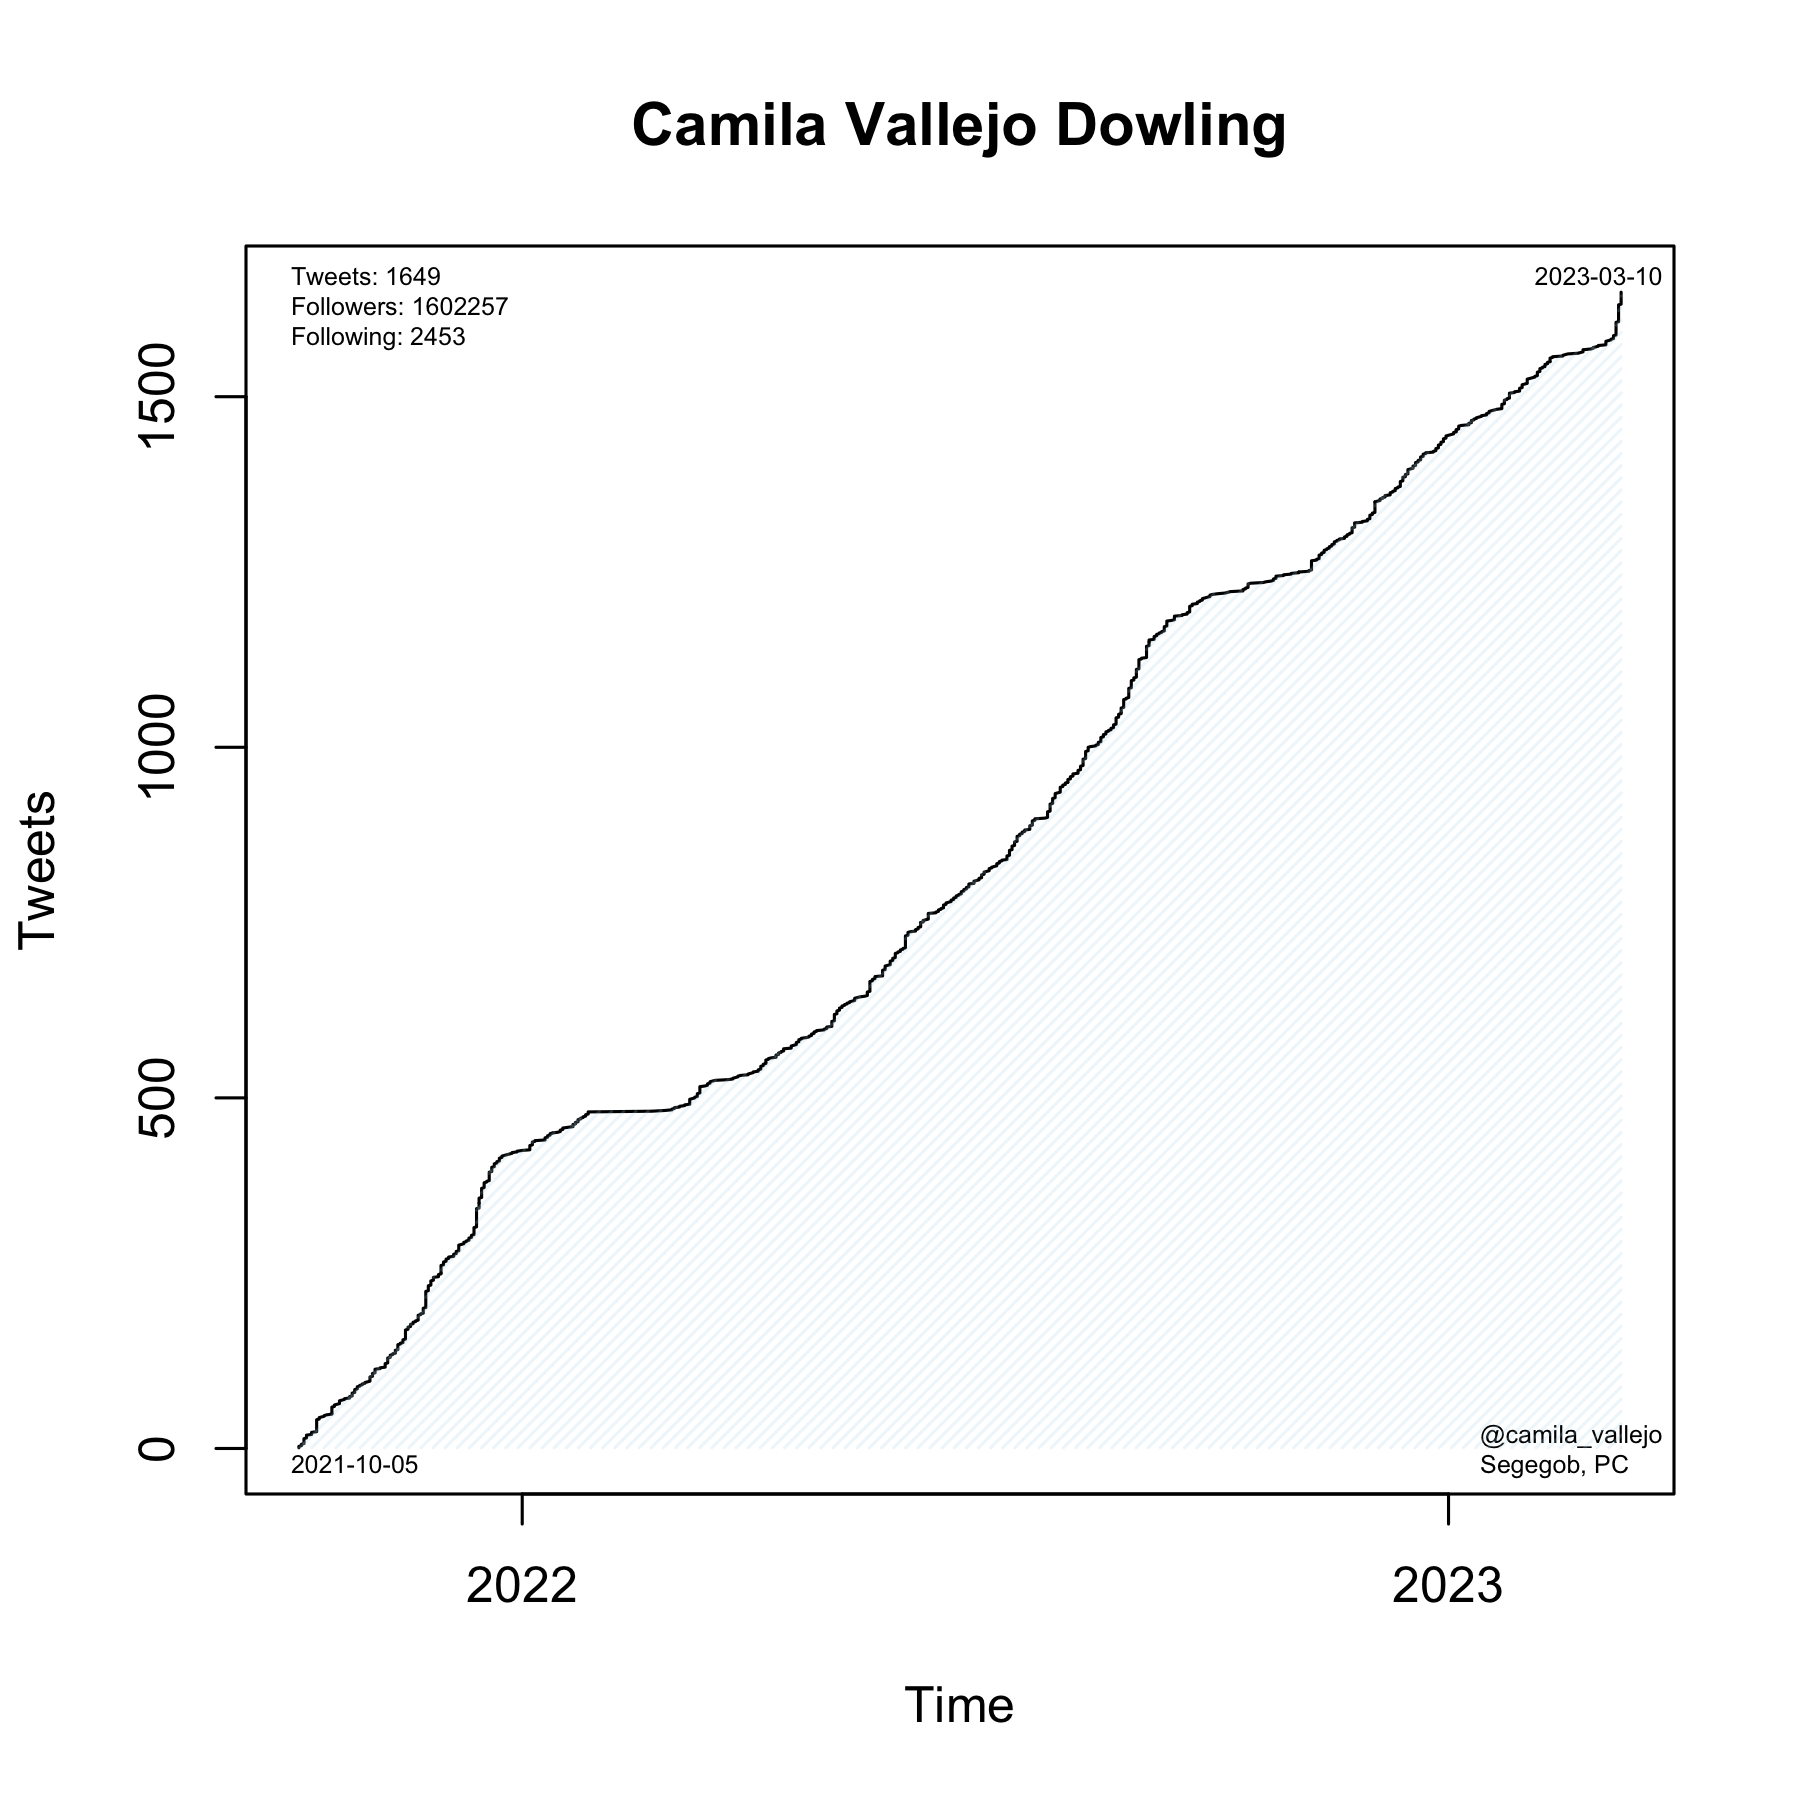 Camila Vallejo Dowling
Tweets: 1649
Followers: 1602257
Following: 2453
2023-03-10
1500
1000
500
0
Tweets
2021-10-05
@camila_vallejo
Segegob, PC
2022
2023
Time